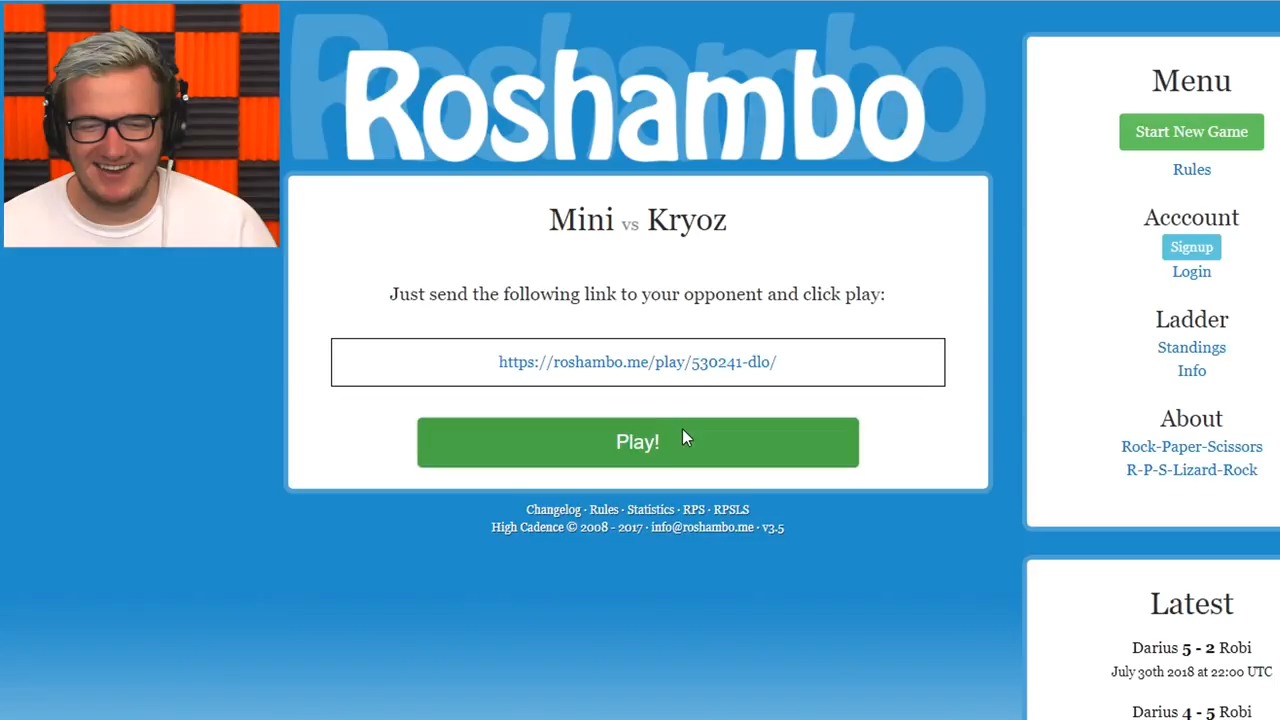 Roshambo
Mini vs Kryoz
Just send the following link to your opponent and click play:
https://roshambo.me/play/530241-dlo/
Play!
Changelog · Rules · Statistics · RPS · RPSLS
High Cadence © 2008 - 2017 · info@roshambo.me · v3.5
Menu
Start New Game
Rules
Acccount
Signup
Login
Ladder
Standings
Info
About
Rock-Paper-Scissors
R-P-S-Lizard-Rock
Latest
Darius 5 - 2 Robi
July 30th 2018 at 22:00 UTC
Darius 4 - 5 Robi